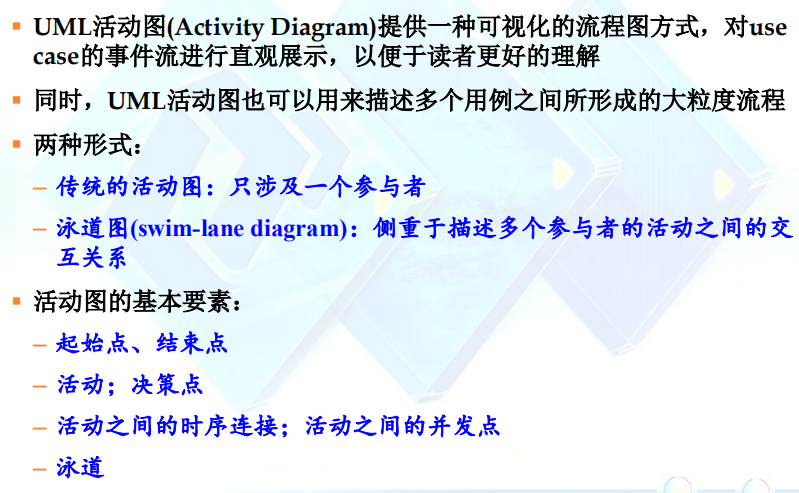 ▪ UML活动图(Activity Diagram)提供一种可视化的流程图方式，对use
case的事件流进行直观展示，以便于读者更好的理解
▪ 同时，UML活动图也可以用来描述多个用例之间所形成的大粒度流程
▪ 两种形式：
– 传统的活动图：只涉及一个参与者
– 泳道图(swim-lane diagram)：侧重于描述多个参与者的活动之间的交
互关系
▪ 活动图的基本要素：
– 起始点、结束点
– 活动；决策点
– 活动之间的时序连接；活动之间的并发点
– 泳道